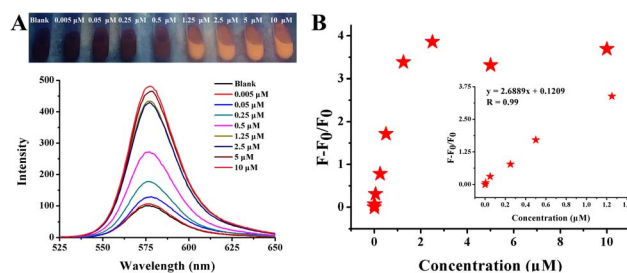 A
Blank 0.005 µM 0.05 µM 0.25 µM 0.5 µM 1.25 µM 2.5 µM 5 µM 10 µM
500
400
300
200
100
0
Intensity
Blank
0.005 µM
0.05 µM
0.25 µM
0.5 µM
1.25 µM
2.5 µM
5 µM
10 µM
525 550 575 600 625 650
Wavelength (nm)
B
4
3
2
1
0
F-F0/F0
0 2 4 6 8 10
Concentration (µM)
y = 2.6889x + 0.1209
R = 0.99
3.75
2.50
1.25
0.00
F-F0/F0
0.0 0.2 0.4 0.6 0.8 1.0 1.2
Concentration (µM)